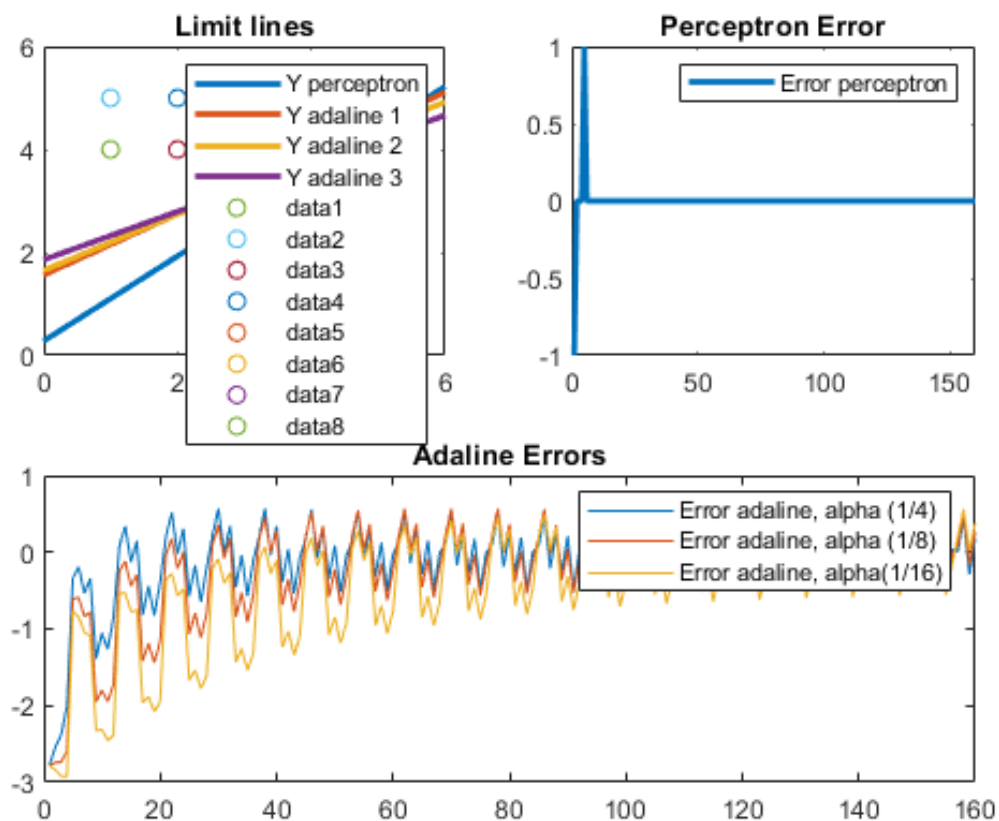 Limit lines
6
4
2
0
0
2
6
Y perceptron
Y adaline 1
Y adaline 2
Y adaline 3
data1
data2
data3
data4
data5
data6
data7
data8
Perceptron Error
1
0.5
0
-0.5
-1
0
50
100
150
Error perceptron
Adaline Errors
1
0
-1
-2
-3
0
20
40
60
80
100
120
140
160
Error adaline, alpha (1/4)
Error adaline, alpha (1/8)
Error adaline, alpha(1/16)